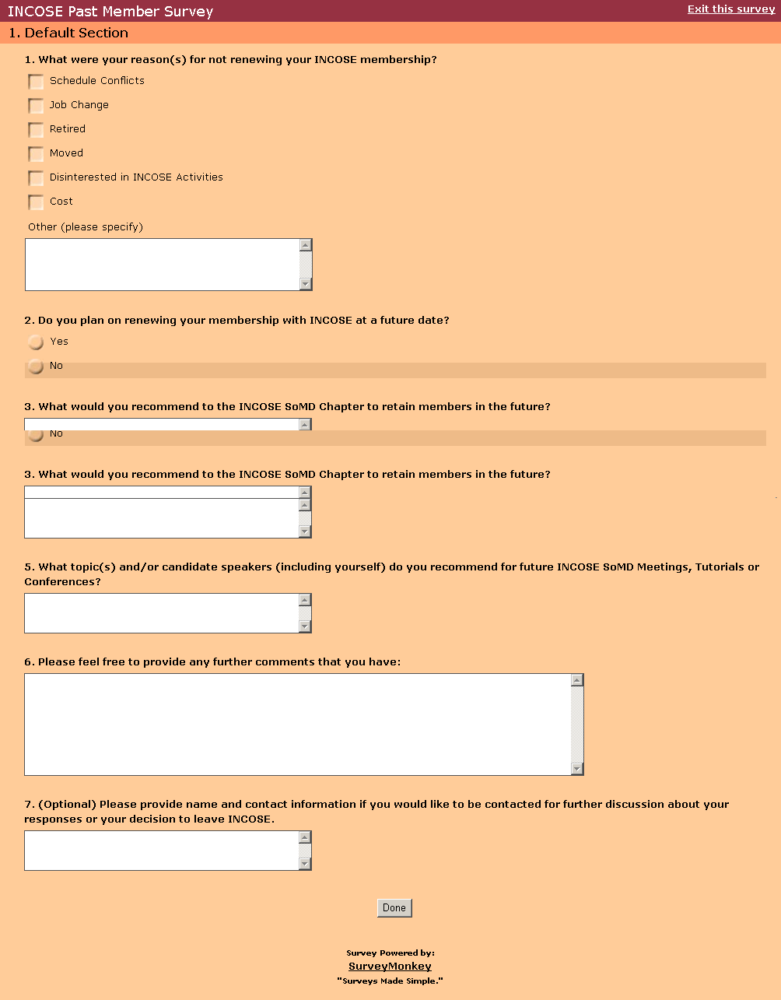 INCOSE Past Member Survey
Exit this survey
1. Default Section
1. What were your reason(s) for not renewing your INCOSE membership?
Schedule Conflicts
Job Change
Retired
Moved
Disinterested in INCOSE Activities
Cost
Other (please specify)
2. Do you plan on renewing your membership with INCOSE at a future date?
Yes
No
3. What would you recommend to the INCOSE SoMD Chapter to retain members in the future?
No
3. What would you recommend to the INCOSE SoMD Chapter to retain members in the future?
5. What topic(s) and/or candidate speakers (including yourself) do you recommend for future INCOSE SoMD Meetings, Tutorials or
Conferences?
6. Please feel free to provide any further comments that you have:
7. (Optional) Please provide name and contact information if you would like to be contacted for further discussion about your
responses or your decision to leave INCOSE.
Done
Survey Powered by:
SurveyMonkey
"Surveys Made Simple."